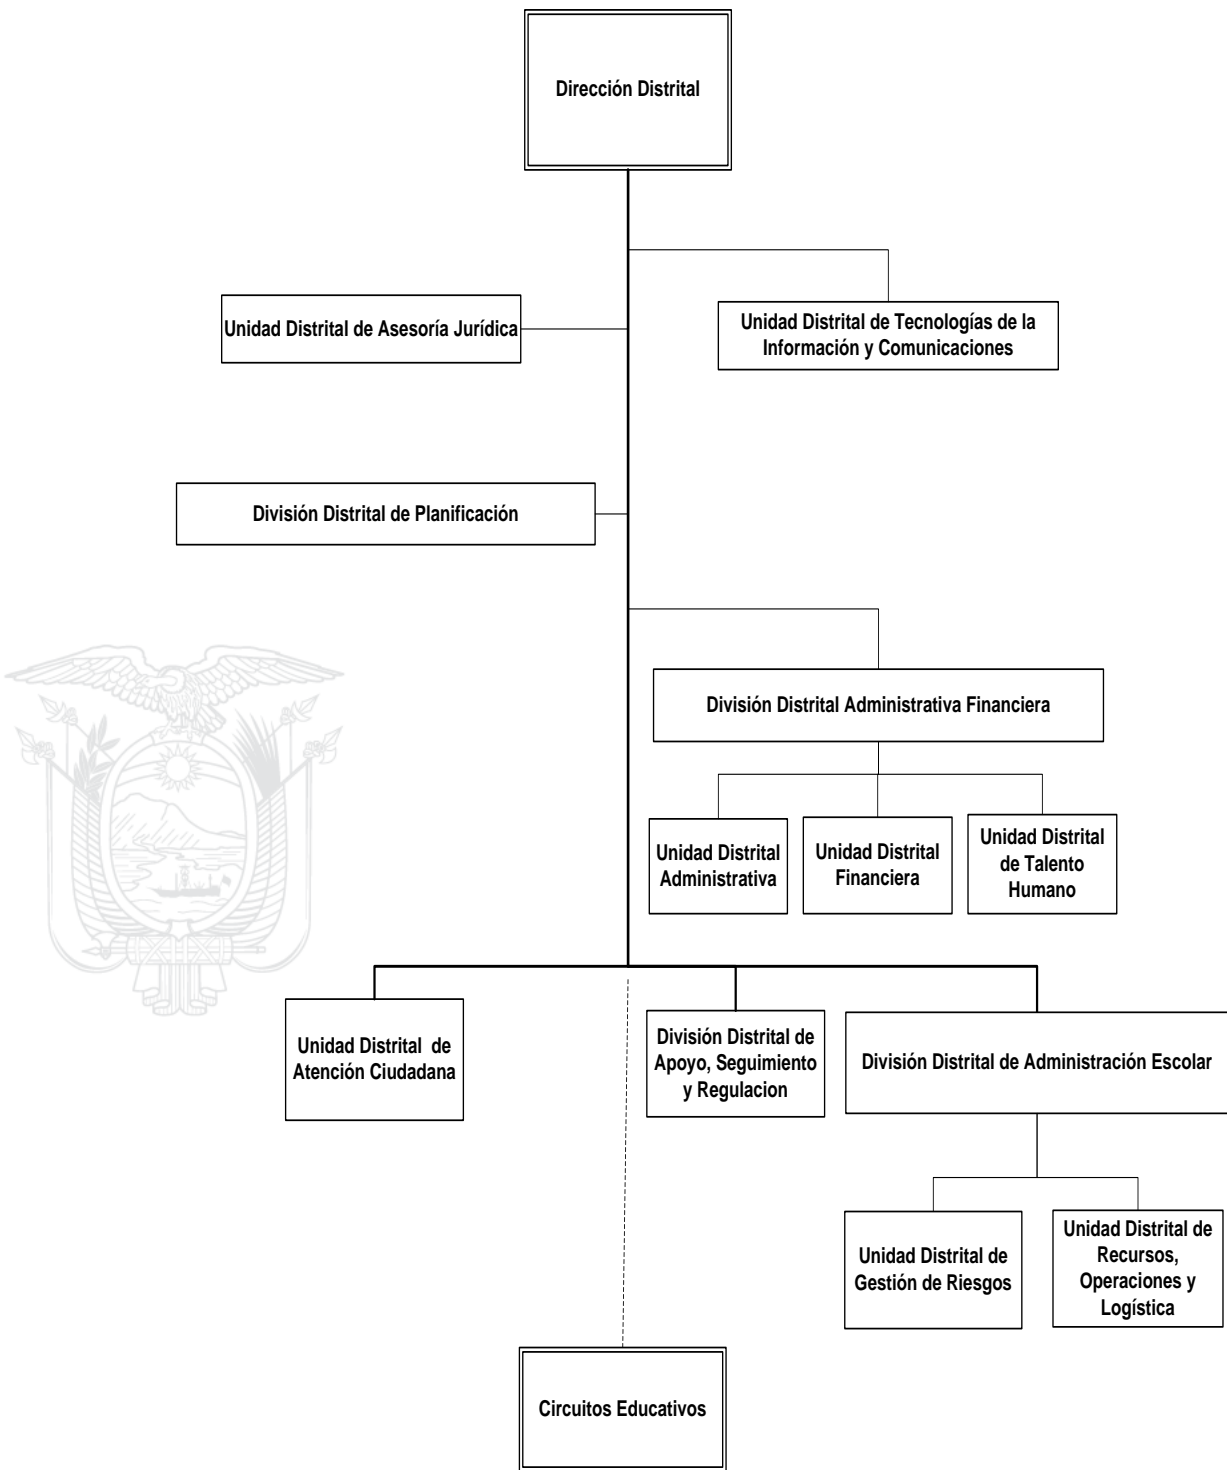 Dirección Distrital
Unidad Distrital de Asesoría Jurídica
Unidad Distrital de Tecnologías de la
Información y Comunicaciones
División Distrital de Planificación
División Distrital Administrativa Financiera
Unidad Distrital
Administrativa
Unidad Distrital
Financiera
Unidad Distrital
de Talento
Humano
Unidad Distrital de
Atención Ciudadana
División Distrital de
Apoyo, Seguimiento
y Regulacion
División Distrital de Administración Escolar
Unidad Distrital de
Gestión de Riesgos
Unidad Distrital de
Recursos,
Operaciones y
Logística
Circuitos Educativos